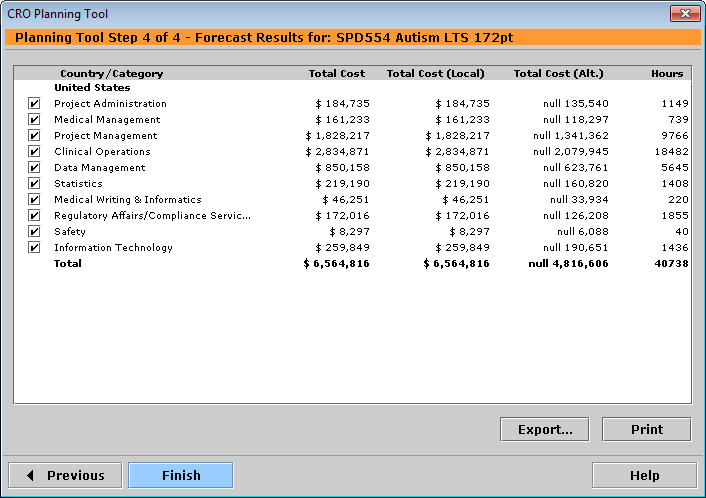 CRO Planning Tool
Planning Tool Step 4 of 4 - Forecast Results for: SPD554 Autism LTS 172pt
Country/Category Total Cost Total Cost (Local) Total Cost (Alt.) Hours
United States
Project Administration $ 184,735 $ 184,735 null 135,540 1149
Medical Management $ 161,233 $ 161,233 null 118,297 739
Project Management $ 1,828,217 $ 1,828,217 null 1,341,362 9766
Clinical Operations $ 2,834,871 $ 2,834,871 null 2,079,945 18482
Data Management $ 850,158 $ 850,158 null 623,761 5645
Statistics $ 219,190 $ 219,190 null 160,820 1408
Medical Writing & Informatics $ 46,251 $ 46,251 null 33,934 220
Regulatory Affairs/Compliance Servic... $ 172,016 $ 172,016 null 126,208 1855
Safety $ 8,297 $ 8,297 null 6,088 40
Information Technology $ 259,849 $ 259,849 null 190,651 1436
Total $ 6,564,816 $ 6,564,816 null 4,816,606 40738
Export... Print
Previous Finish Help